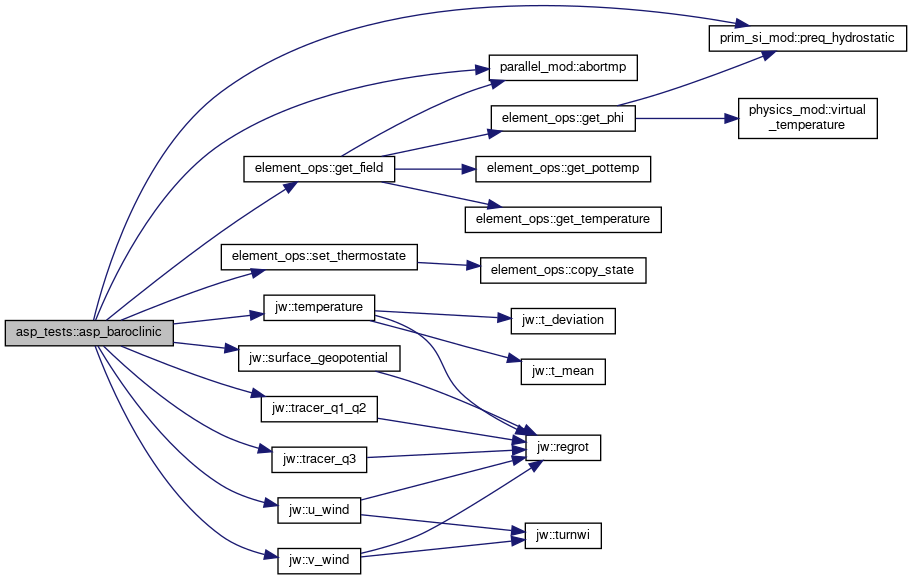 prim_si_mod::preq_hydrostatic
parallel_mod::abortmp
element_ops::get_phi
physics_mod::virtual
_temperature
element_ops::get_field
element_ops::get_pottemp
element_ops::get_temperature
element_ops::set_thermostate
element_ops::copy_state
jw::temperature
jw::t_deviation
asp_tests::asp_baroclinic
jw::surface_geopotential
jw::t_mean
jw::tracer_q1_q2
jw::regrot
jw::tracer_q3
jw::u_wind
jw::turnwi
jw::v_wind